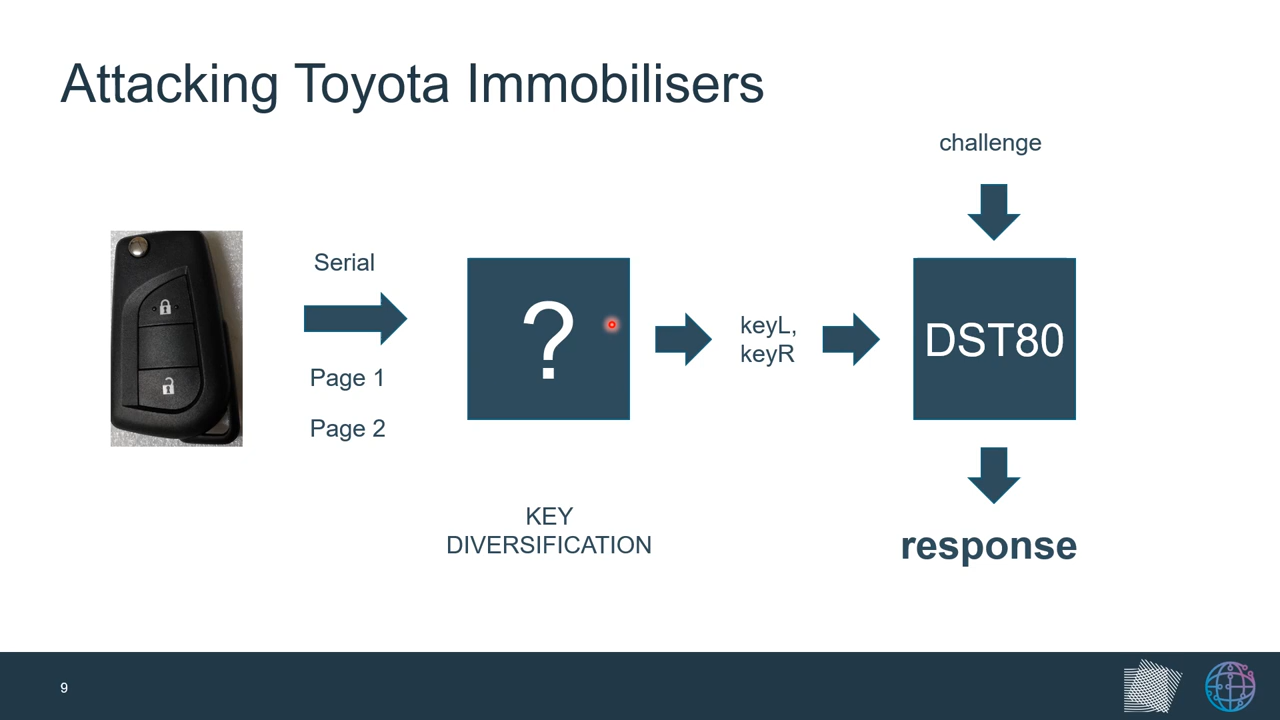 Attacking Toyota Immobilisers
challenge
Serial
?
keyL,
keyR
DST80
Page 1
Page 2
KEY
DIVERSIFICATION
response
9